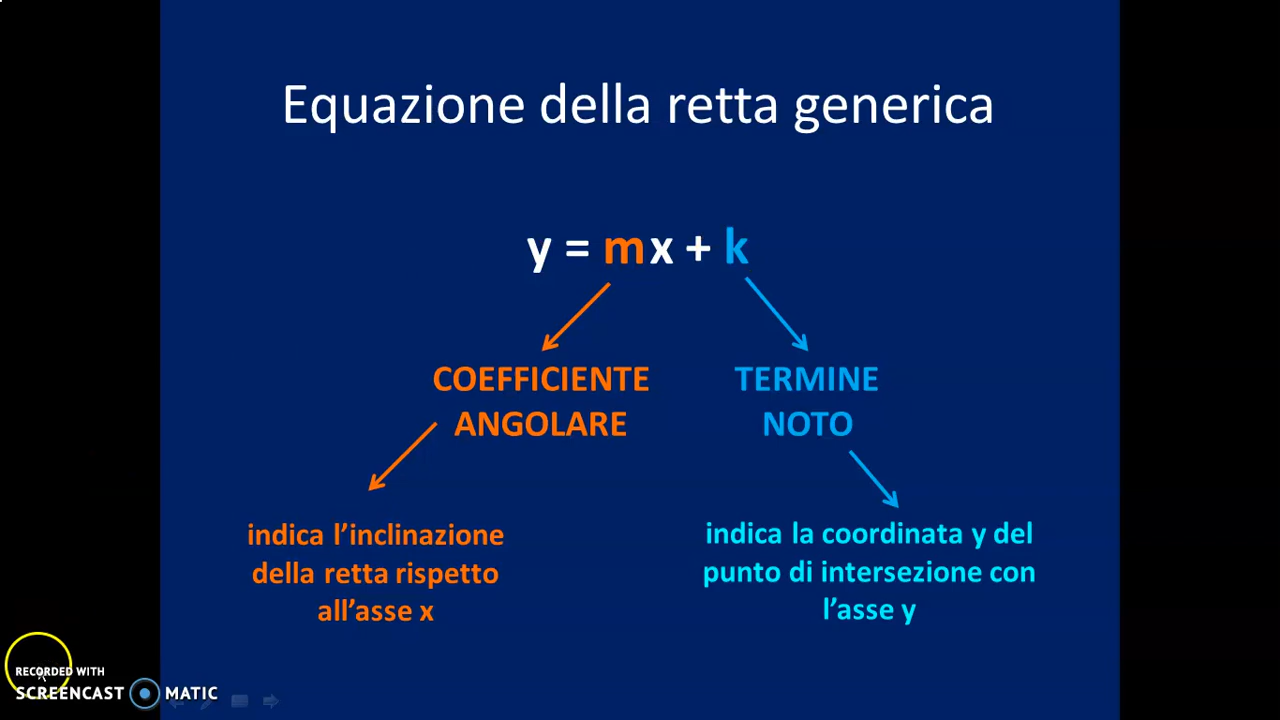 Equazione della retta generica
y = mx + k
COEFFICIENTE
ANGOLARE
TERMINE
NOTO
indica l’inclinazione
della retta rispetto
all’asse x
indica la coordinata y del
punto di intersezione con
l’asse y
RECORDED WITH
SCREENCAST MATIC